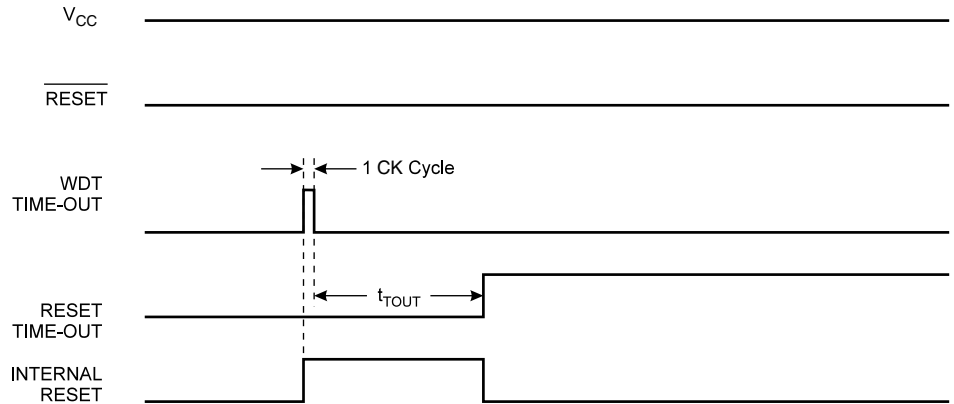 VCC
RESET
1 CK Cycle
WDT
TIME-OUT
tTOUT
RESET
TIME-OUT
INTERNAL
RESET